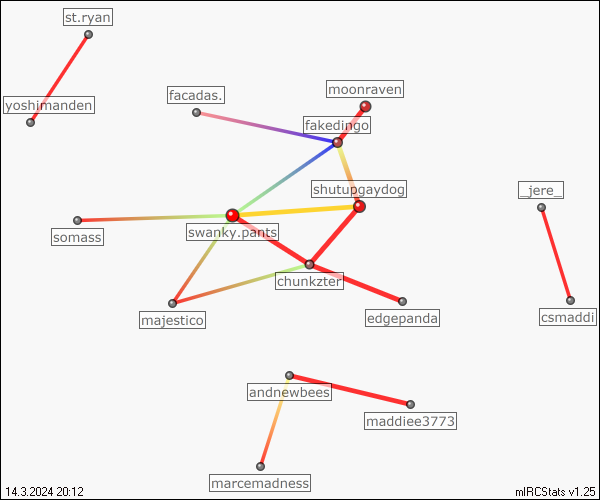 st.ryan
yoshimanden
facadas.
moonraven
fakedingo
shutupgaydog
_jere_
somass
swanky.pants
chunkzter
majestico
edgepanda
csmaddi
andnewbees
maddiee3773
marcemadness
14.3.2024 20:12
mIRCStats v1.25